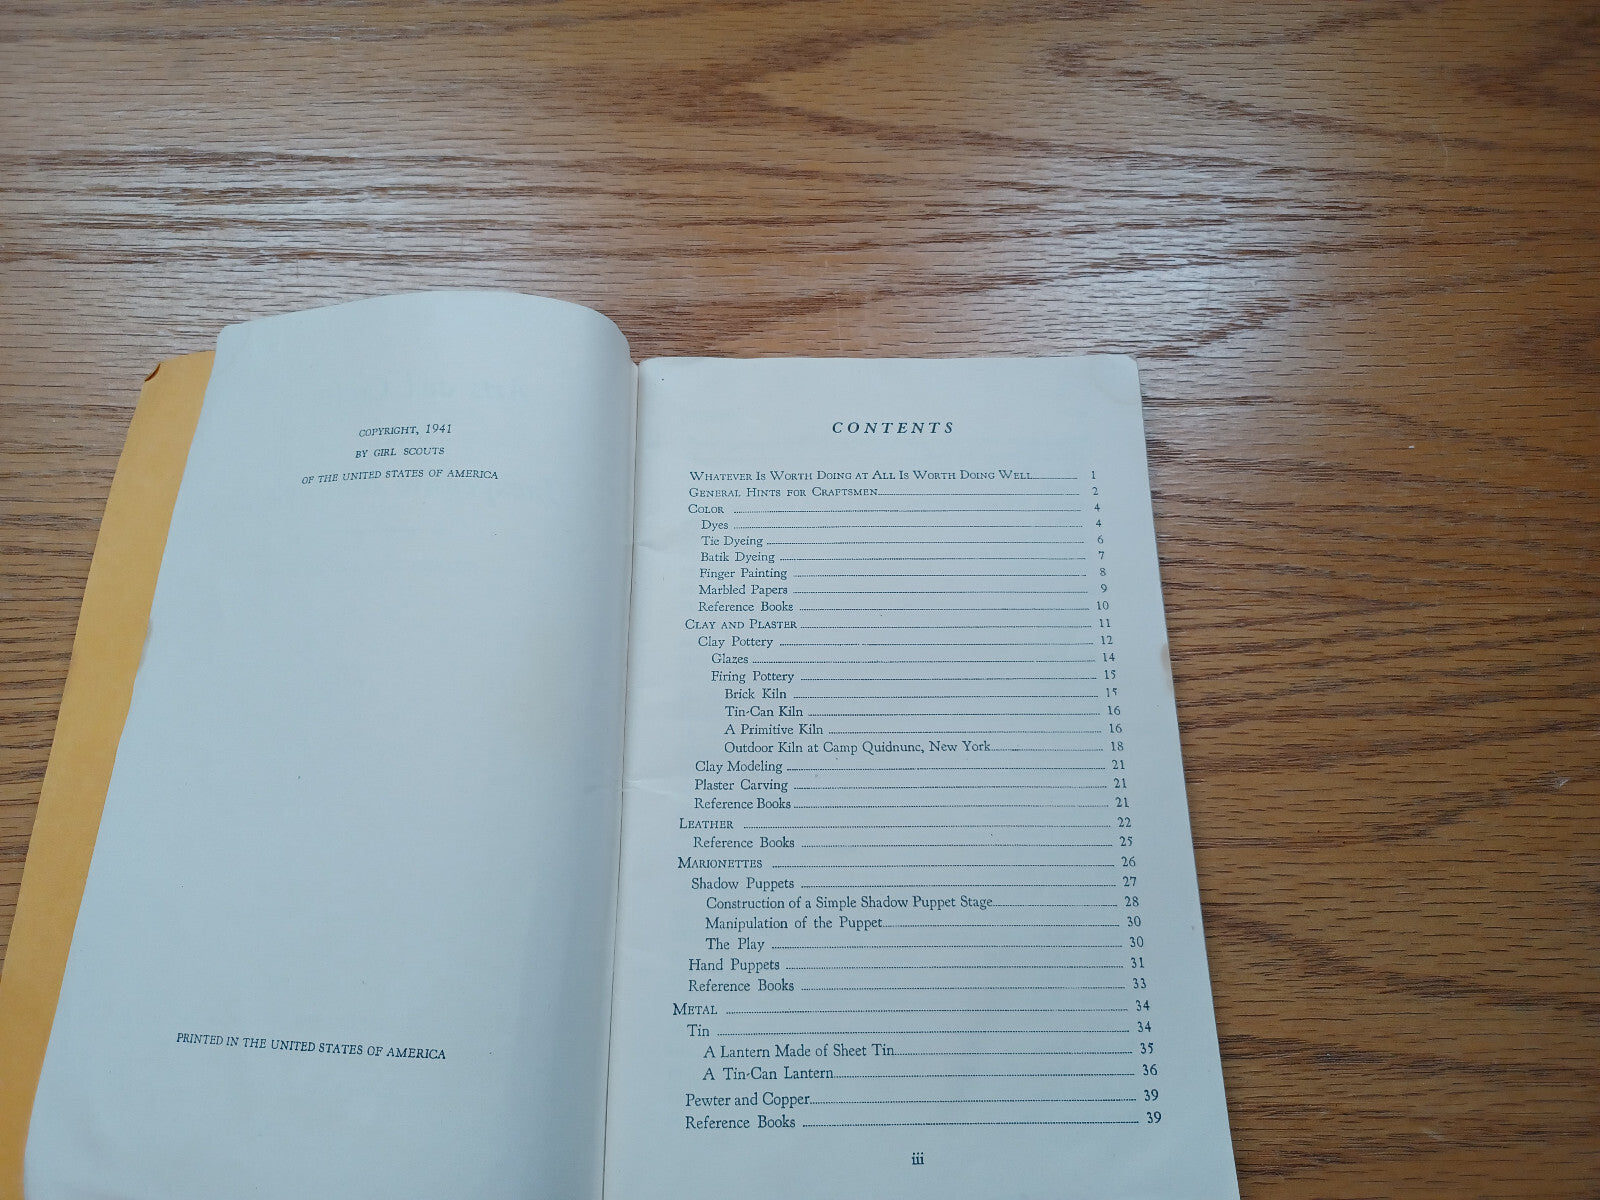 COPYRIGHT, 1941
BY GIRL SCOUTS
OF THE UNITED STATES OF AMERICA
PRINTED IN THE UNITED STATES OF AMERICA
CONTENTS
WHATEVER IS WORTH DOING AT ALL IS WORTH DOING WELL 1
GENERAL HINTS FOR CRAFTSMEN 2
COLOR 4
Dyes 4
Tie Dyeing 6
Batik Dyeing 7
Finger Painting 8
Marbled Papers 9
Reference Books 10
CLAY AND PLASTER 11
Clay Pottery 12
Glazes 14
Firing Pottery 15
Brick Kiln 15
Tin-Can Kiln 16
A Primitive Kiln 16
Outdoor Kiln at Camp Quidnunc, New York 18
Clay Modeling 21
Plaster Carving 21
Reference Books 21
LEATHER 22
Reference Books 25
MARIONETTES 26
Shadow Puppets 27
Construction of a Simple Shadow Puppet Stage 28
Manipulation of the Puppet 30
The Play 30
Hand Puppets 31
Reference Books 33
METAL 34
Tin 34
A Lantern Made of Sheet Tin 35
A Tin-Can Lantern 36
Pewter and Copper 39
Reference Books 39
iii